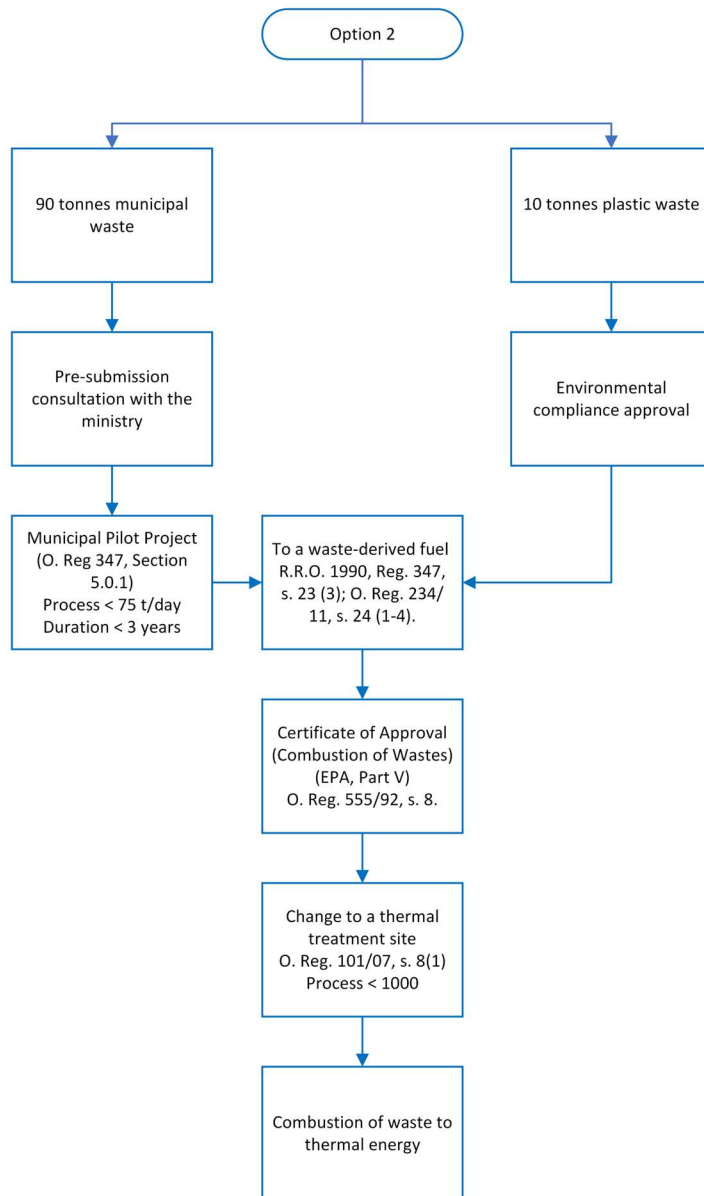 Option 2
90 tonnes municipal
waste
10 tonnes plastic waste
Pre-submission
consultation with the
ministry
Environmental
compliance approval
Municipal Pilot Project
(O. Reg 347, Section
5.0.1)
Process < 75 t/day
Duration < 3 years
To a waste-derived fuel
R.R.O. 1990, Reg. 347,
s. 23 (3); O. Reg. 234/
11, s. 24 (1-4).
Certificate of Approval
(Combustion of Wastes)
(EPA, Part V)
O. Reg. 555/92, s. 8.
Change to a thermal
treatment site
O. Reg. 101/07, s. 8(1)
Process < 1000
Combustion of waste to
thermal energy